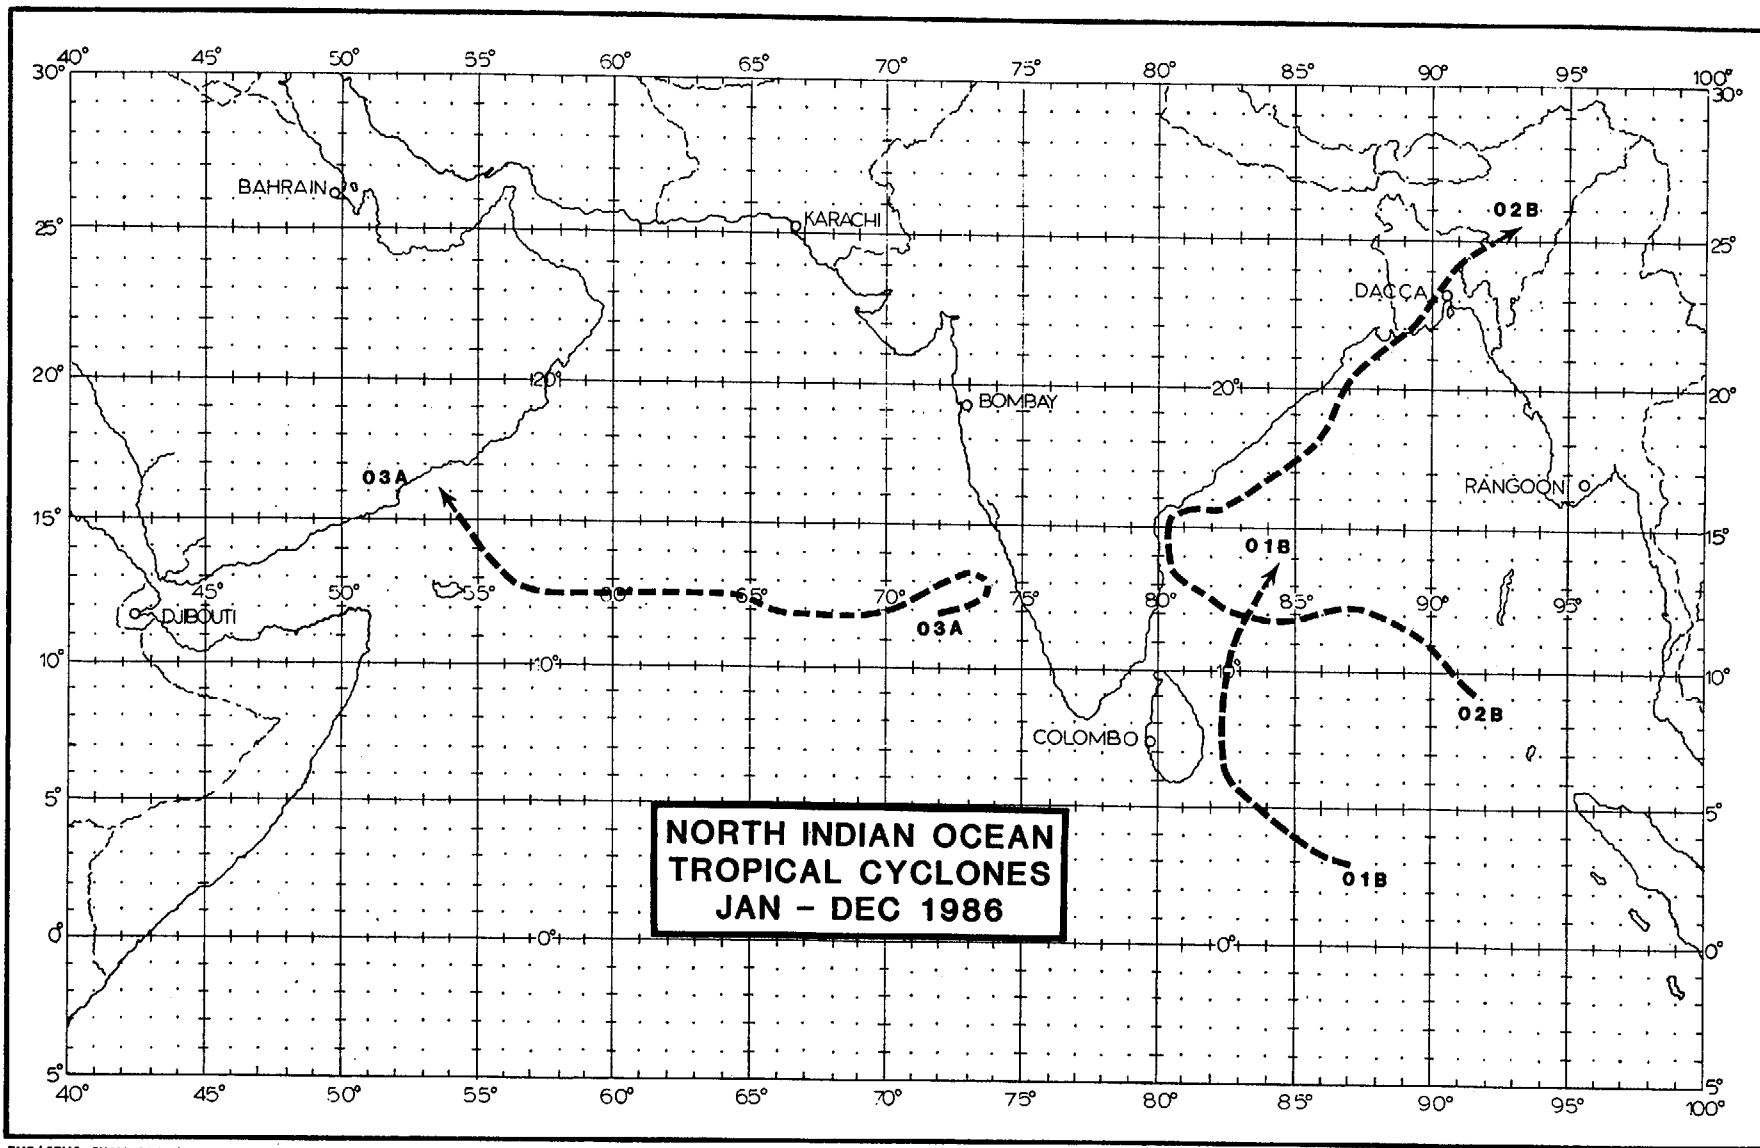 40° 45° 50° 55° 60° 65° 70° 75° 80° 85° 90° 95° 100°
30° 30°
BAHRAIN
KARACHI
02B
25° 25°
DACCA
20° 20° 20° 20°
BOMBAY
03A
RANGOON
15° 15°
01B
45° 50° 60° 65° 70° 75° 80° 85° 90° 95°
DJIBOUTI
03A
10° 10° 10° 10°
02B
COLOMBO
5° 5°
NORTH INDIAN OCEAN
TROPICAL CYCLONES
JAN - DEC 1986
01B
0° 0° 0° 0°
5° 5°
40° 45° 50° 55° 60° 65° 70° 75° 80° 85° 90° 95° 100°